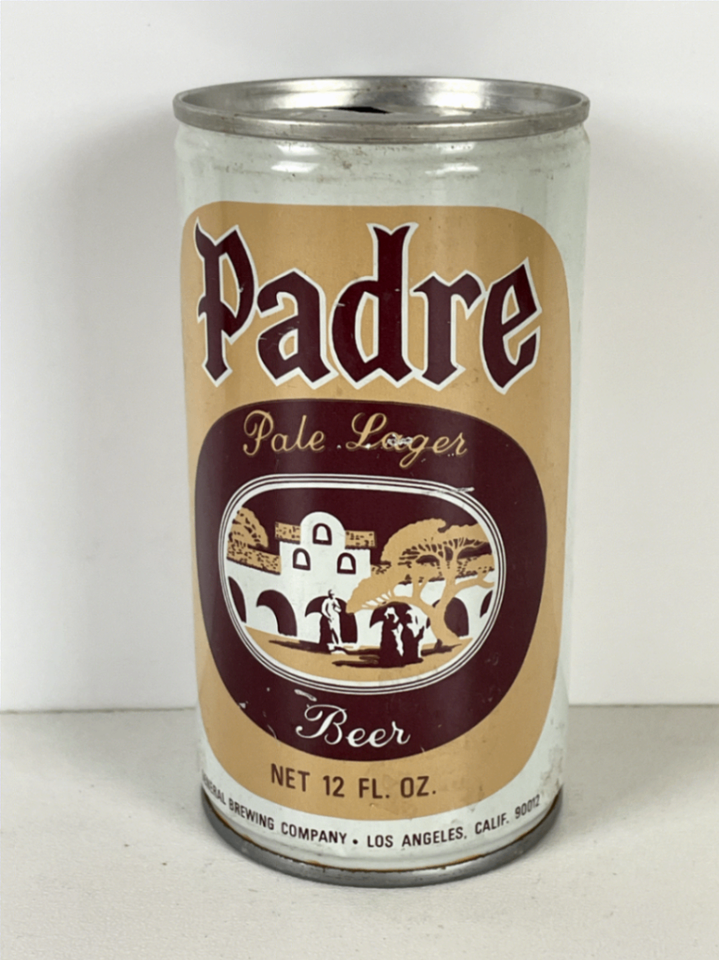 Padre
Pale Lager
Beer
NET 12 FL. OZ.
BREWING COMPANY • LOS ANGELES, CALIF. 90012